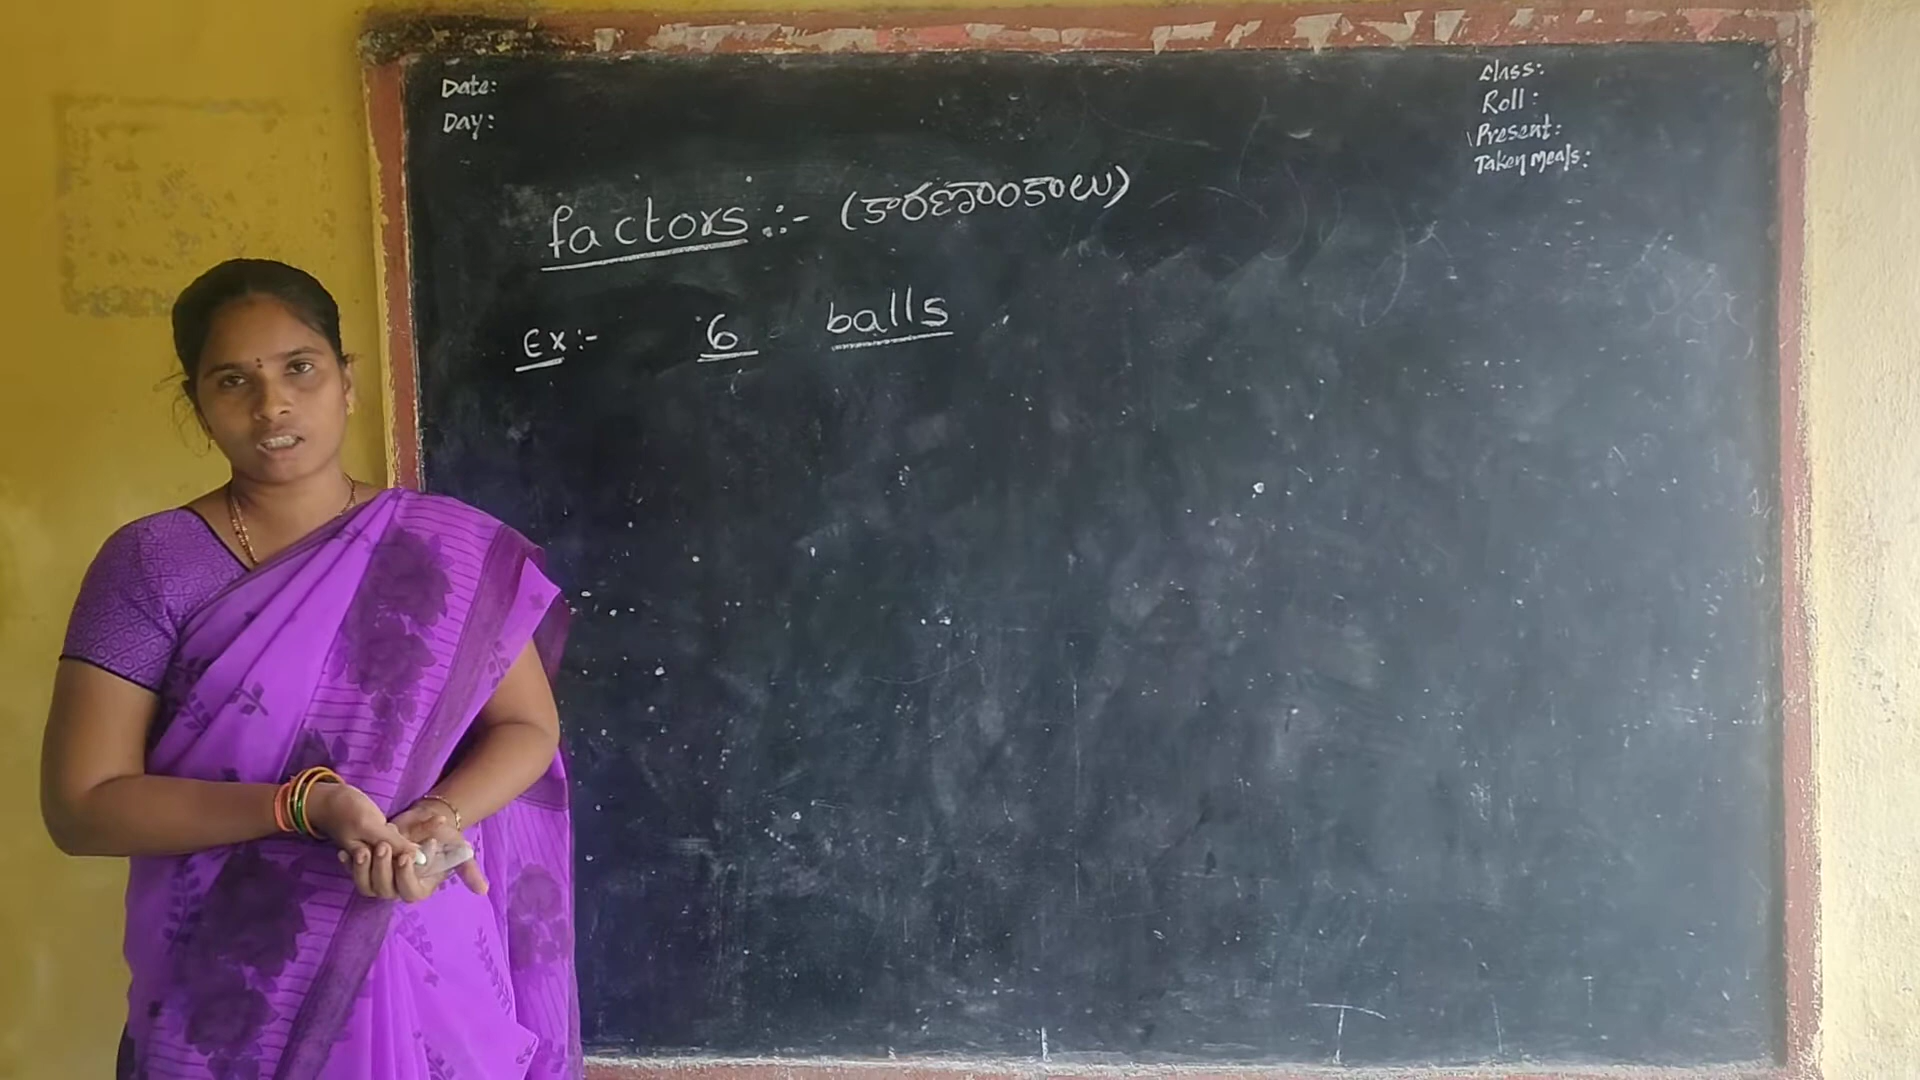 Date:
Day:
Class:
Roll:
Present:
Taken Meals:
factors :- (కారణాంకాలు)
Ex:- 6 balls